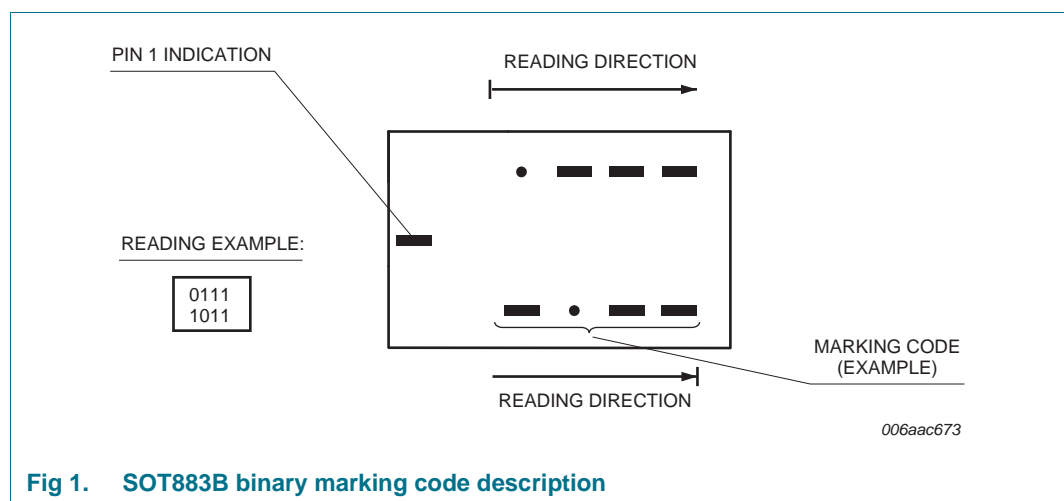 PIN 1 INDICATION
READING DIRECTION
READING EXAMPLE:
0111
1011
MARKING CODE
(EXAMPLE)
READING DIRECTION
006aac673
Fig 1. SOT883B binary marking code description